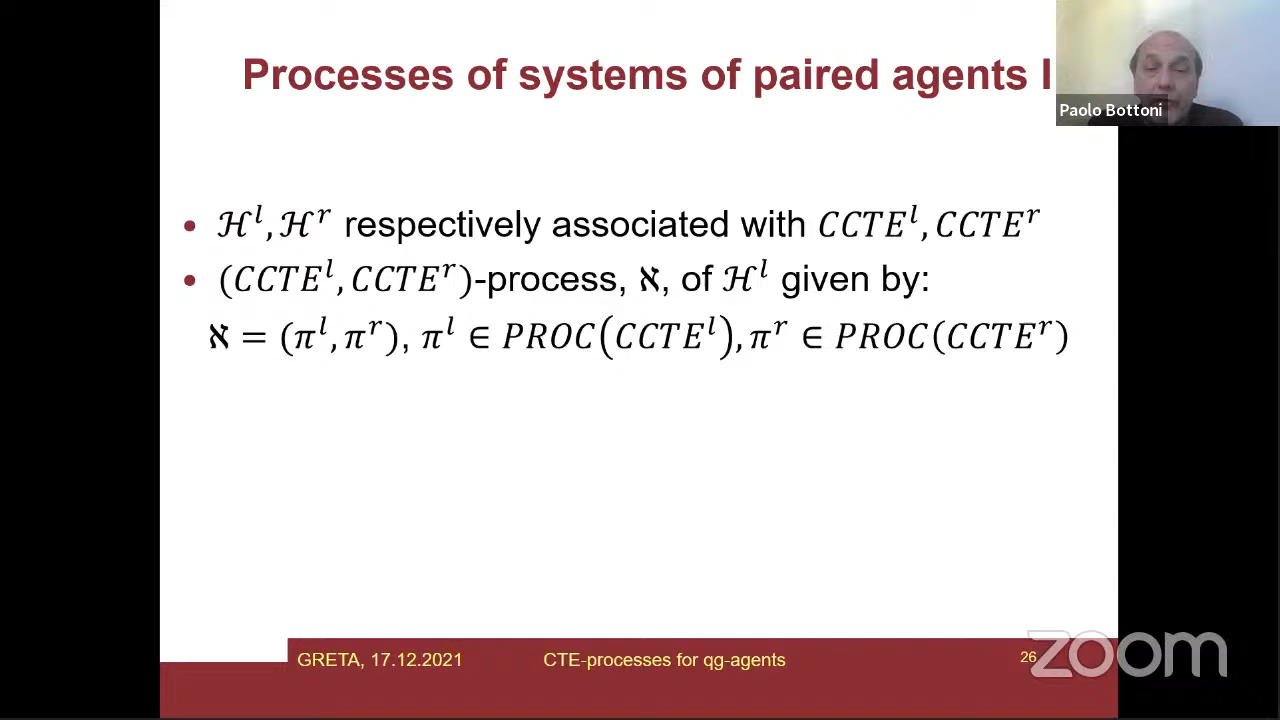 Processes of systems of paired agents I
Paolo Bottoni
• ℋˡ, ℋʳ respectively associated with 𝐶𝐶𝑇𝐸ˡ, 𝐶𝐶𝑇𝐸ʳ
• (𝐶𝐶𝑇𝐸ˡ, 𝐶𝐶𝑇𝐸ʳ)-process, ℵ, of ℋˡ given by:
ℵ = (𝜋ˡ, 𝜋ʳ), 𝜋ˡ ∈ 𝑃𝑅𝑂𝐶(𝐶𝐶𝑇𝐸ˡ), 𝜋ʳ ∈ 𝑃𝑅𝑂𝐶(𝐶𝐶𝑇𝐸ʳ)
GRETA, 17.12.2021 CTE-processes for qg-agents 26
zoom